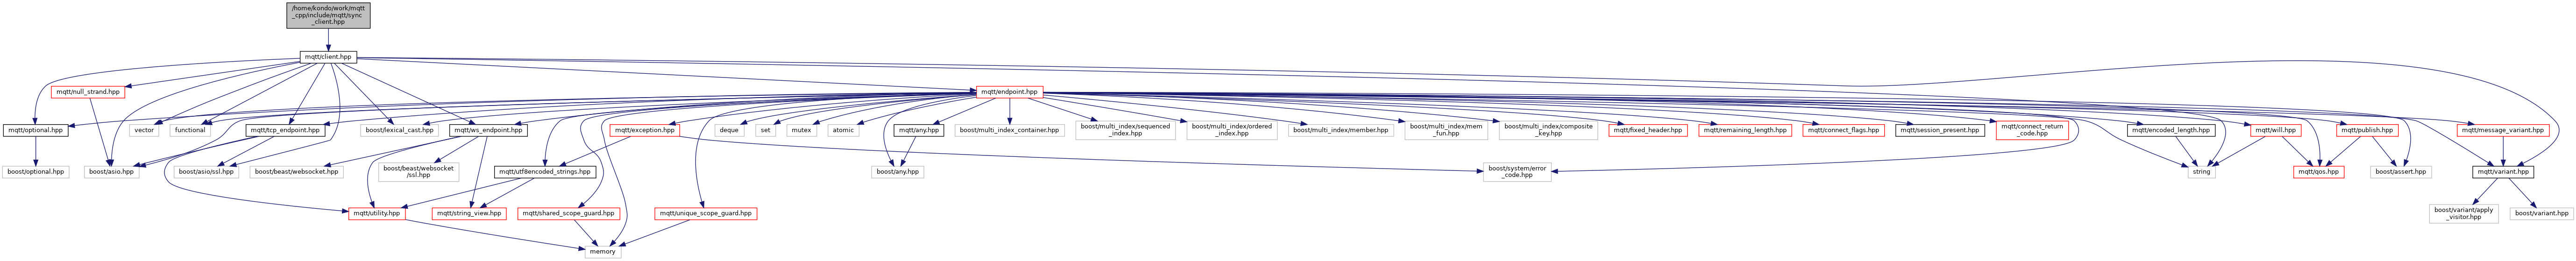 /home/kondo/work/mqtt
_cpp/include/mqtt/sync
_client.hpp
mqtt/client.hpp
mqtt/null_strand.hpp
mqtt/endpoint.hpp
mqtt/optional.hpp
vector
functional
mqtt/tcp_endpoint.hpp
boost/lexical_cast.hpp
mqtt/ws_endpoint.hpp
mqtt/exception.hpp
deque
set
mutex
atomic
mqtt/any.hpp
boost/multi_index_container.hpp
boost/multi_index/sequenced
_index.hpp
boost/multi_index/ordered
_index.hpp
boost/multi_index/member.hpp
boost/multi_index/mem
_fun.hpp
boost/multi_index/composite
_key.hpp
mqtt/fixed_header.hpp
mqtt/remaining_length.hpp
mqtt/connect_flags.hpp
mqtt/session_present.hpp
mqtt/connect_return
_code.hpp
mqtt/encoded_length.hpp
mqtt/will.hpp
mqtt/publish.hpp
mqtt/message_variant.hpp
boost/optional.hpp
boost/asio.hpp
boost/asio/ssl.hpp
boost/beast/websocket.hpp
boost/beast/websocket
/ssl.hpp
mqtt/utf8encoded_strings.hpp
boost/any.hpp
boost/system/error
_code.hpp
string
mqtt/qos.hpp
boost/assert.hpp
mqtt/variant.hpp
mqtt/utility.hpp
mqtt/string_view.hpp
mqtt/shared_scope_guard.hpp
mqtt/unique_scope_guard.hpp
boost/variant/apply
_visitor.hpp
boost/variant.hpp
memory